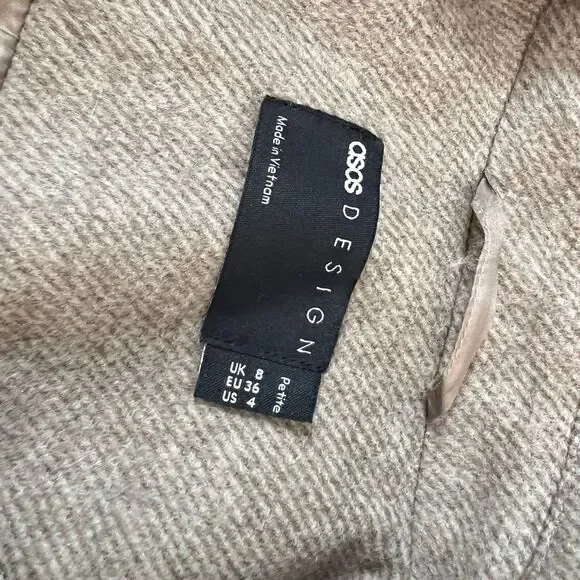 asos DESIGN
Made in Vietnam
UK 8
EU 36
US 4
Petite